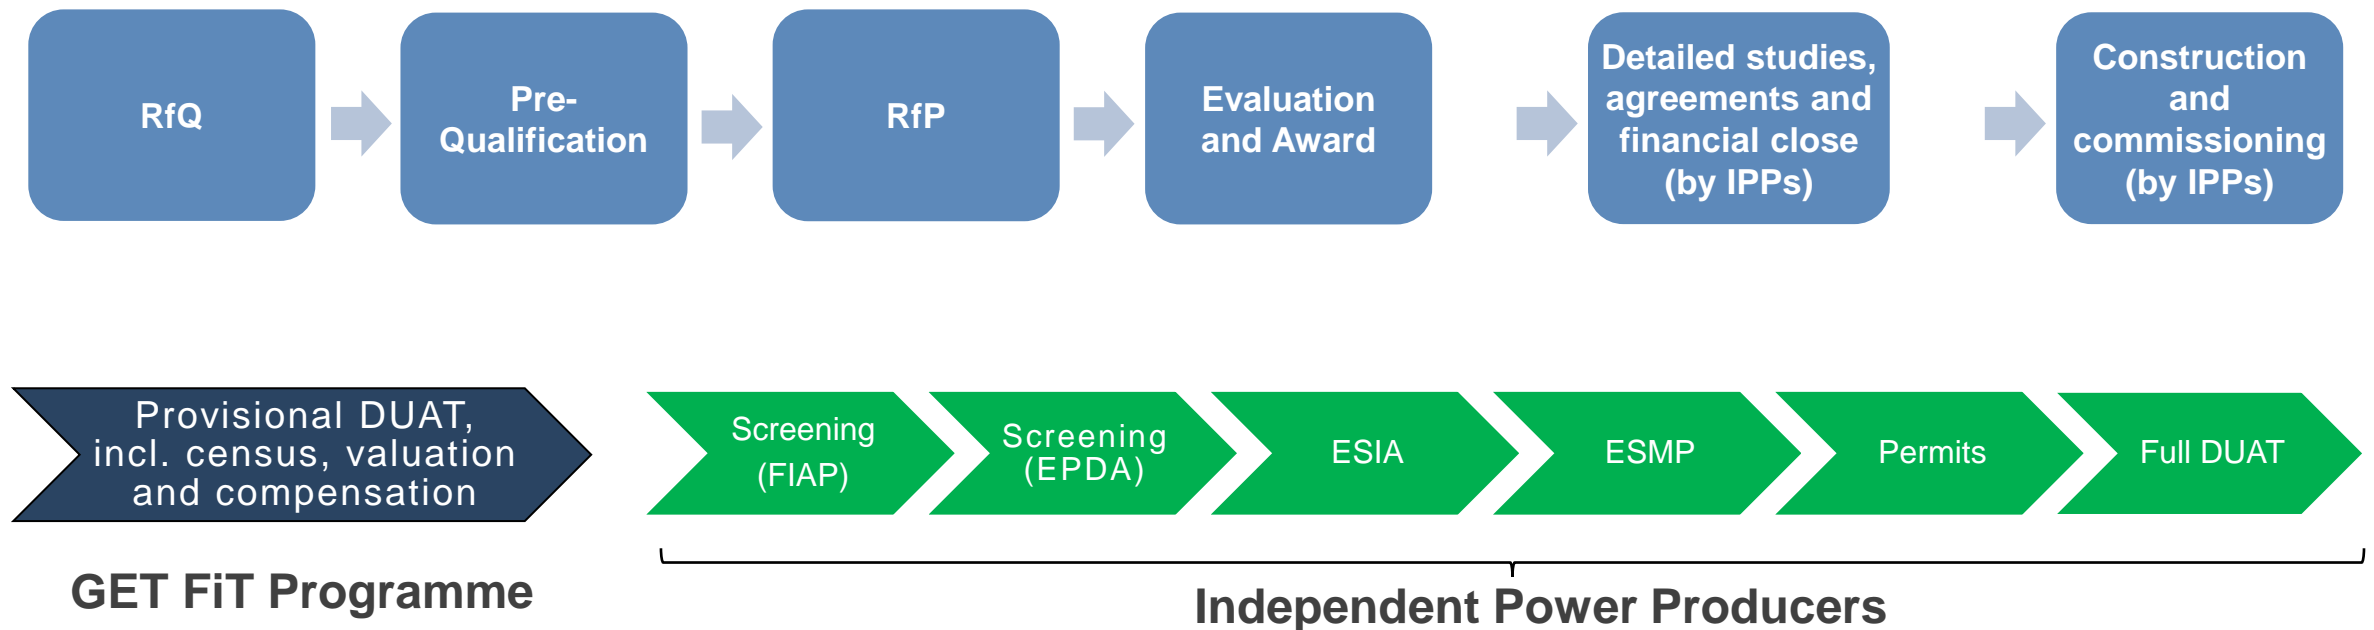 RfQ
Pre-
Qualification
RfP
Evaluation
and Award
Detailed studies,
agreements and
financial close
(by IPPs)
Construction
and
commissioning
(by IPPs)
Provisional DUAT,
incl. census, valuation
and compensation
Screening
(FIAP)
Screening
(EPDA)
ESIA
ESMP
Permits
Full DUAT
GET FiT Programme
Independent Power Producers